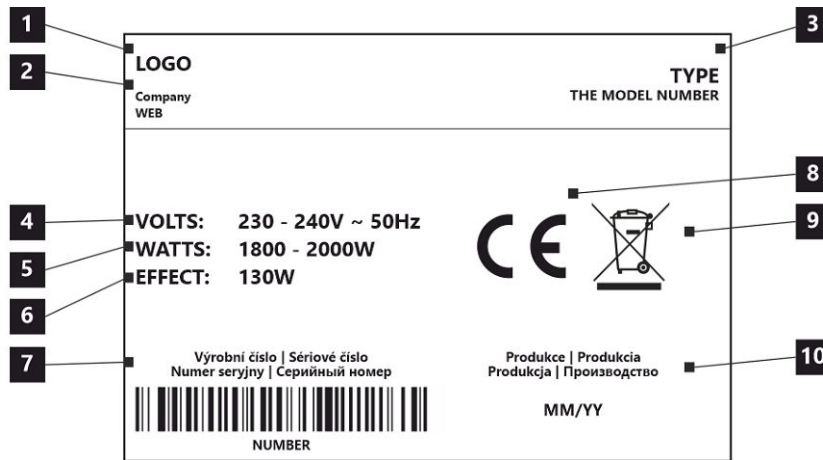 1
LOGO
2
Company
WEB
3
TYPE
THE MODEL NUMBER
4
VOLTS: 230 - 240V ~ 50Hz
5
WATTS: 1800 - 2000W
6
EFFECT: 130W
8
CE
9
7
Výrobní číslo | Sériové číslo
Numer seryjny | Серийный номер
NUMBER
10
Produkce | Produkcia
Produkcja | Производство
MM/YY